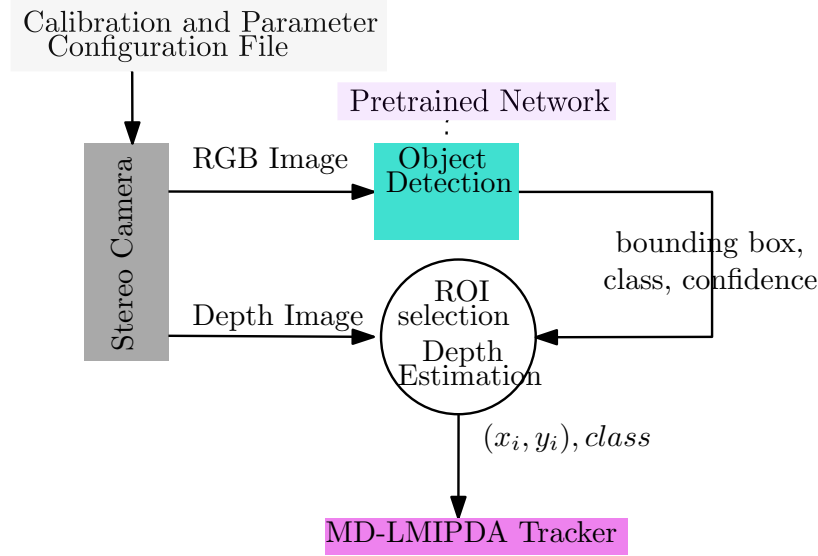 Calibration and Parameter
Configuration File
Pretrained Network
RGB Image
Object
Detection
Stereo Camera
bounding box,
class, confidence
Depth Image
ROI
selection
Depth
Estimation
(x_i, y_i), class
MD-LMIPDA Tracker